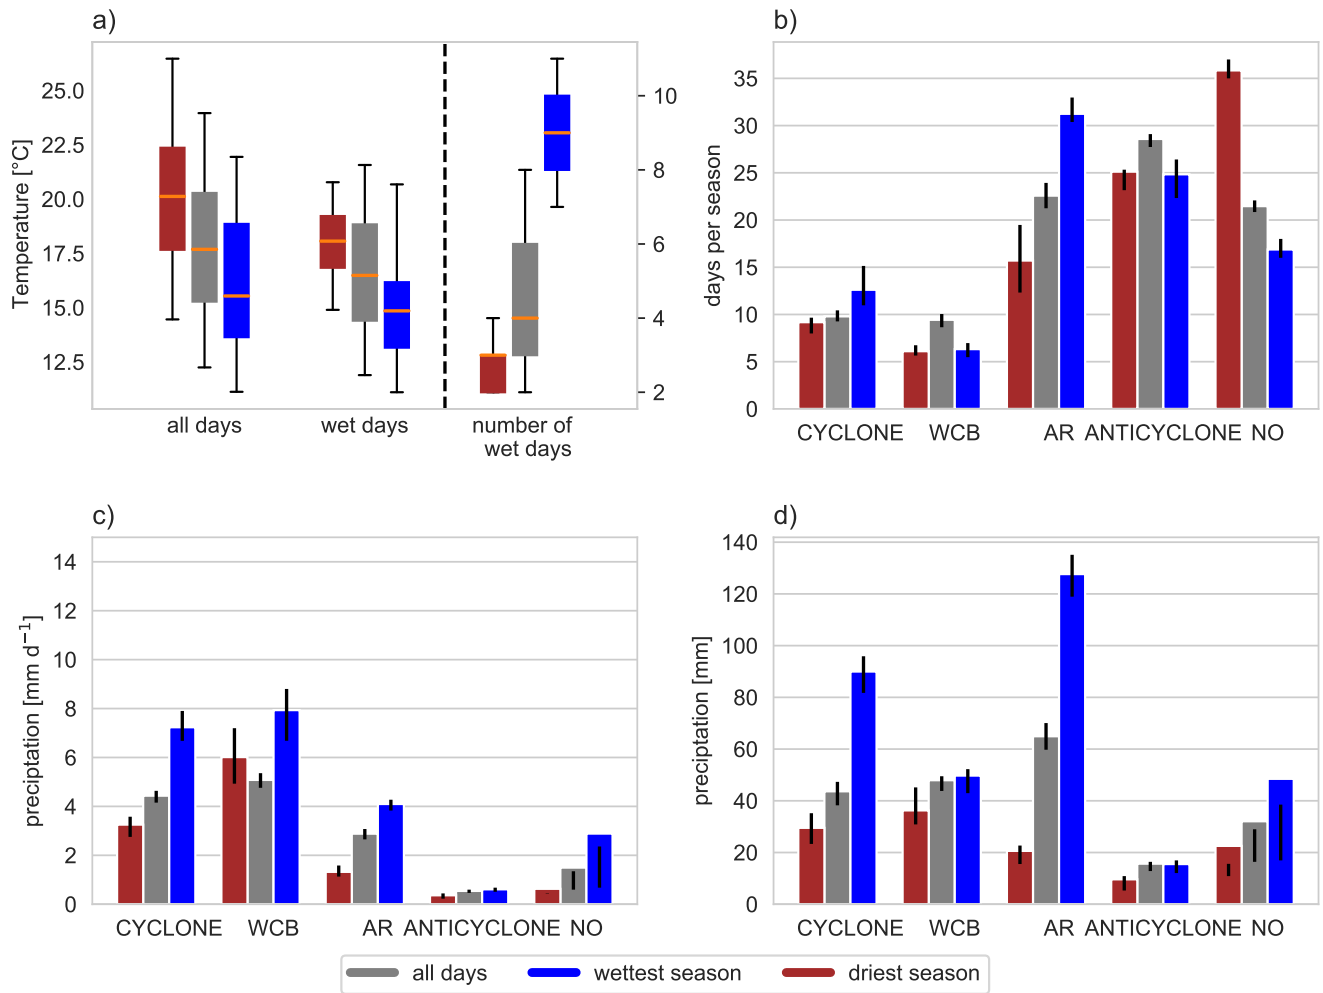 a)
25.0
22.5
20.0
17.5
15.0
12.5
Temperature [°C]
10
8
6
4
2
all days
wet days
number of
wet days
b)
35
30
25
20
15
10
5
0
days per season
CYCLONE
WCB
AR
ANTICYCLONE
NO
c)
14
12
10
8
6
4
2
0
preciptation [mm d⁻¹]
CYCLONE
WCB
AR
ANTICYCLONE
NO
d)
140
120
100
80
60
40
20
0
preciptation [mm]
CYCLONE
WCB
AR
ANTICYCLONE
NO
all days
wettest season
driest season